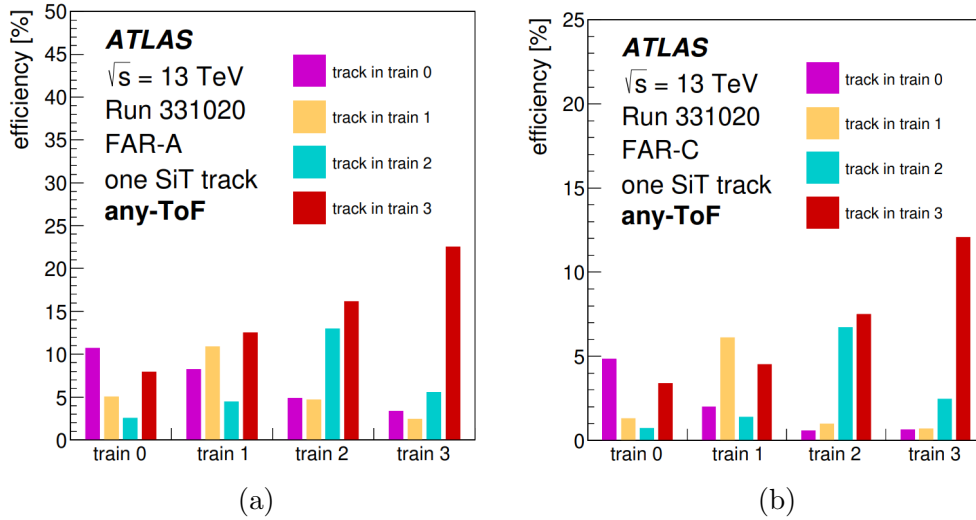 efficiency [%]
50
45
40
35
30
25
20
15
10
5
0
ATLAS
√s = 13 TeV
Run 331020
FAR-A
one SiT track
any-ToF
track in train 0
track in train 1
track in train 2
track in train 3
train 0 train 1 train 2 train 3
(a)
efficiency [%]
25
20
15
10
5
0
ATLAS
√s = 13 TeV
Run 331020
FAR-C
one SiT track
any-ToF
track in train 0
track in train 1
track in train 2
track in train 3
train 0 train 1 train 2 train 3
(b)